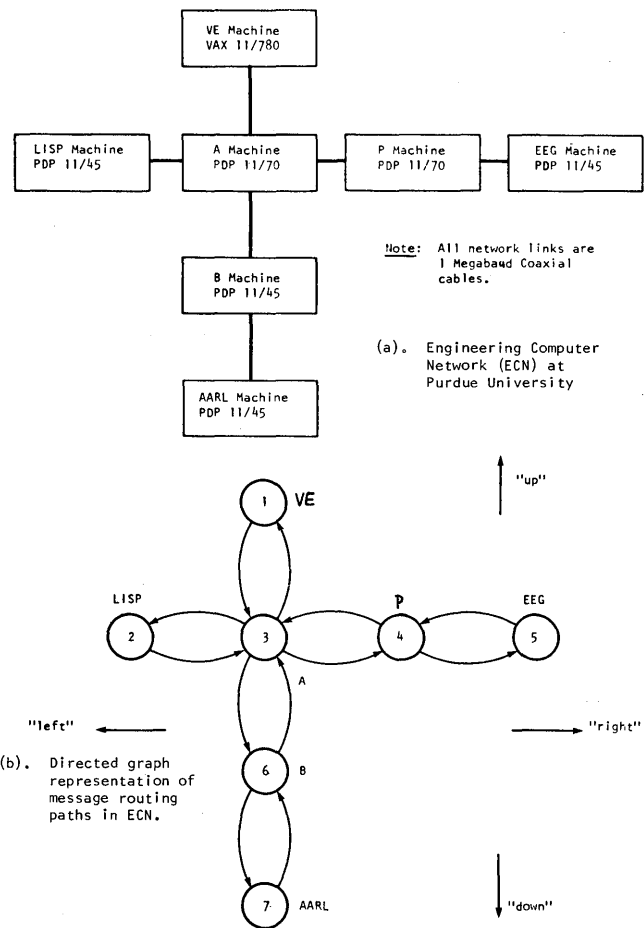 VE Machine
VAX 11/780
LISP Machine
PDP 11/45
A Machine
PDP 11/70
P Machine
PDP 11/70
EEG Machine
PDP 11/45
Note: All network links are
1 Megabaud Coaxial
cables.
B Machine
PDP 11/45
(a). Engineering Computer
Network (ECN) at
Purdue University
AARL Machine
PDP 11/45
"up"
1 VE
LISP
P
EEG
2
3
4
5
A
"left"
"right"
(b). Directed graph
representation of
message routing
paths in ECN.
6 B
7 AARL
"down"